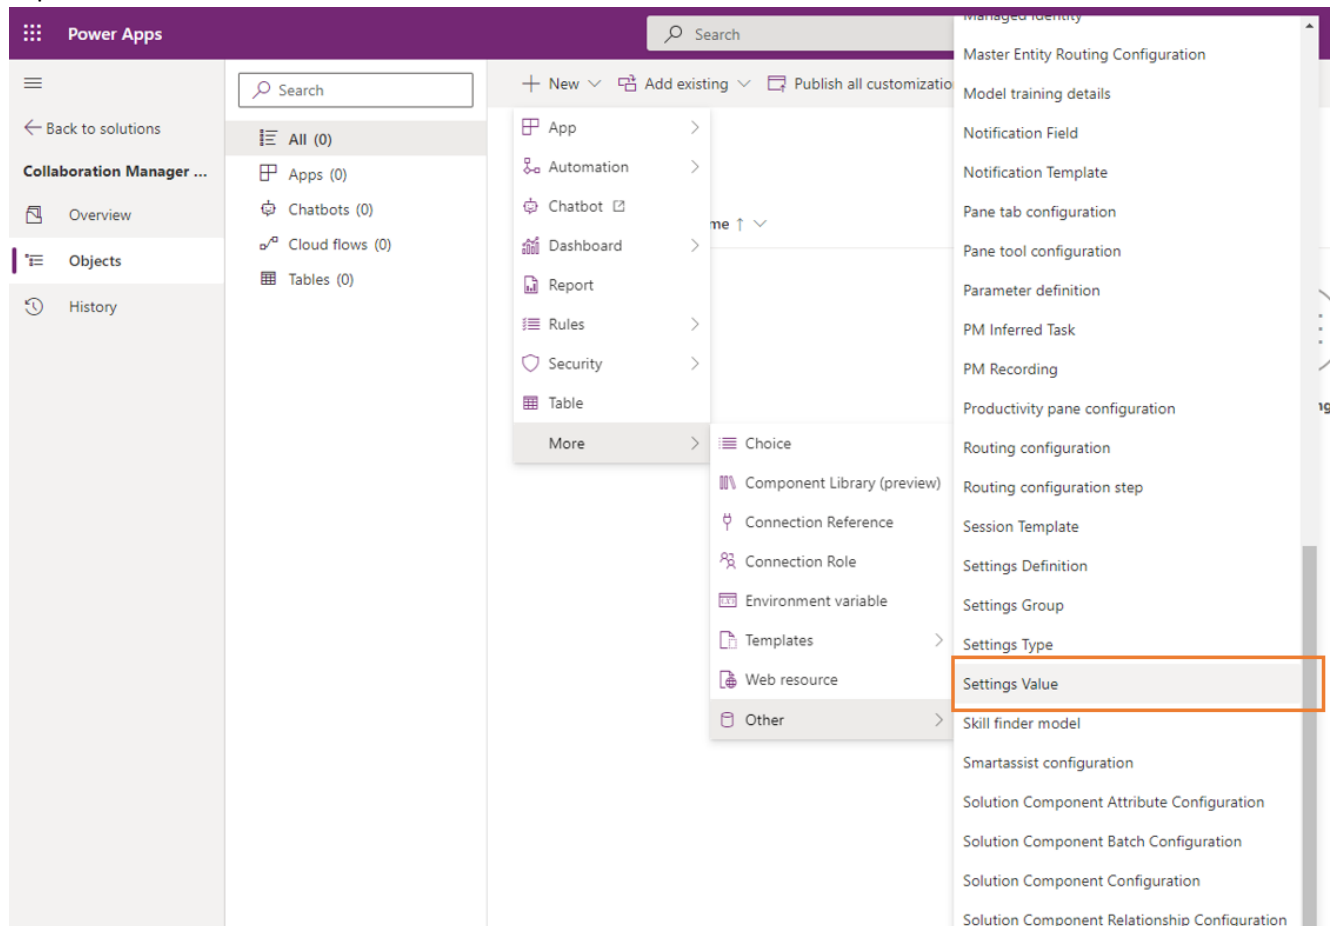 Power Apps
Search
Back to solutions
Collaboration Manager ...
Overview
Objects
History
Search
All (0)
Apps (0)
Chatbots (0)
Cloud flows (0)
Tables (0)
New
Add existing
Publish all customizatio
me ↑
App
Automation
Chatbot
Dashboard
Report
Rules
Security
Table
More
Choice
Component Library (preview)
Connection Reference
Connection Role
Environment variable
Templates
Web resource
Other
Managed Identity
Master Entity Routing Configuration
Model training details
Notification Field
Notification Template
Pane tab configuration
Pane tool configuration
Parameter definition
PM Inferred Task
PM Recording
Productivity pane configuration
Routing configuration
Routing configuration step
Session Template
Settings Definition
Settings Group
Settings Type
Settings Value
Skill finder model
Smartassist configuration
Solution Component Attribute Configuration
Solution Component Batch Configuration
Solution Component Configuration
Solution Component Relationship Configuration